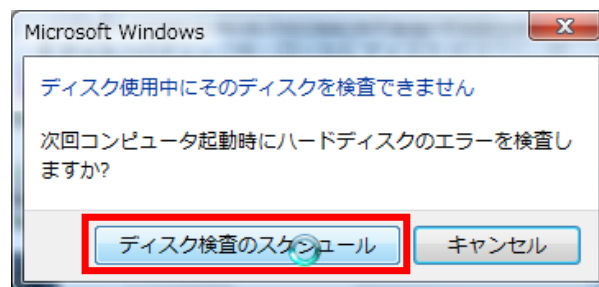 Microsoft Windows
ディスク使用中にそのディスクを検査できません
次回コンピュータ起動時にハードディスクのエラーを検査し
ますか?
ディスク検査のスケジュール
キャンセル